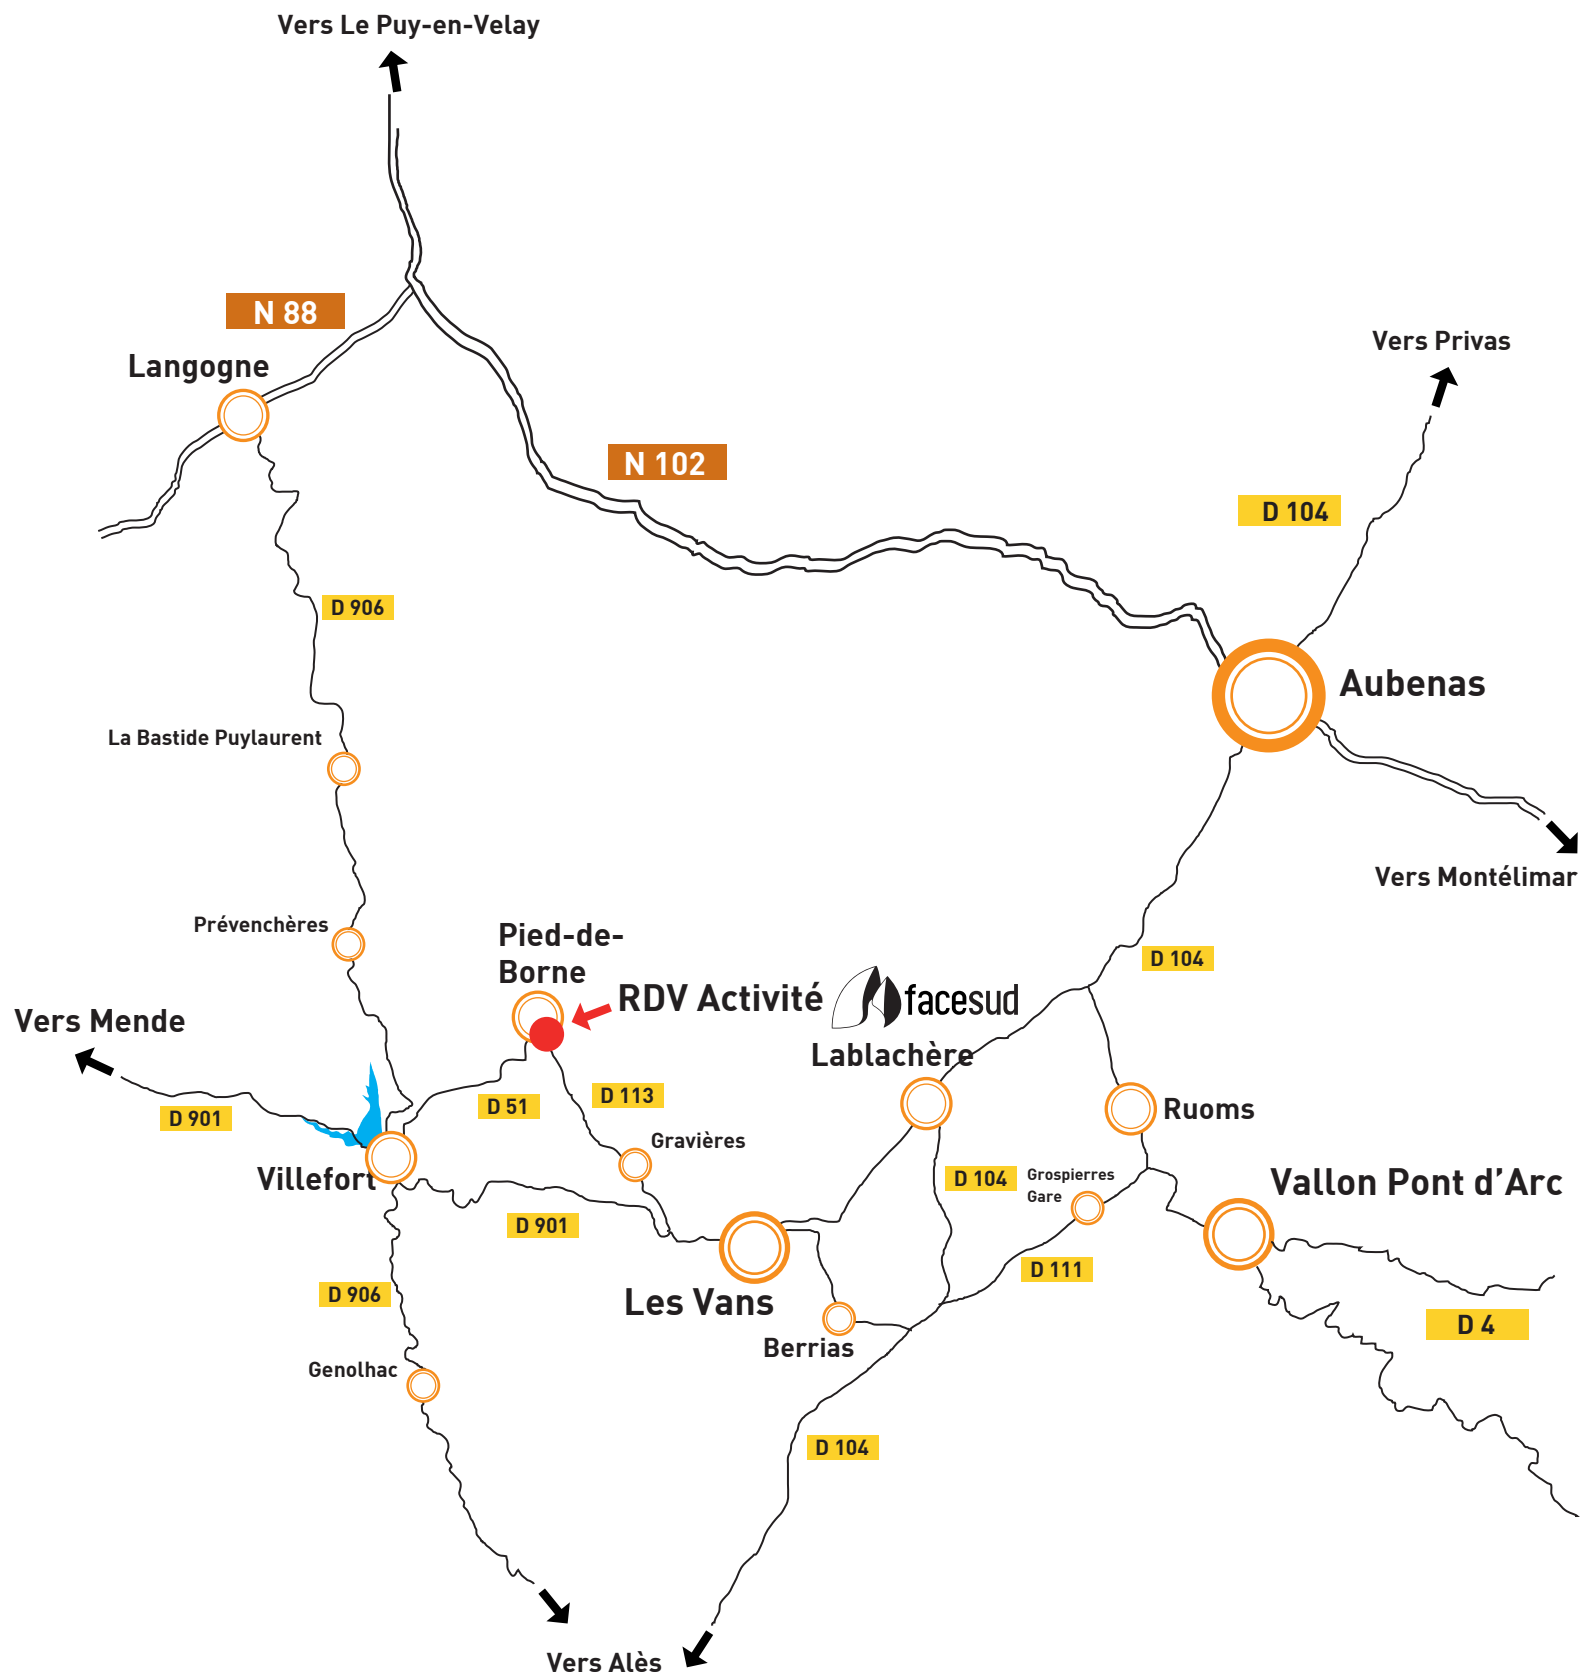 Vers Le Puy-en-Velay
N 88
Vers Privas
Langogne
N 102
D 104
D 906
Aubenas
La Bastide Puylaurent
Vers Montélimar
Prévenchères
Pied-de-
Borne
D 104
RDV Activité facesud
Vers Mende
Lablachère
D 901
D 51
D 113
Ruoms
Gravières
Villefort
D 104
Grospierres
Gare
Vallon Pont d’Arc
D 901
D 906
Les Vans
D 111
D 4
Berrias
Genolhac
D 104
Vers Alès